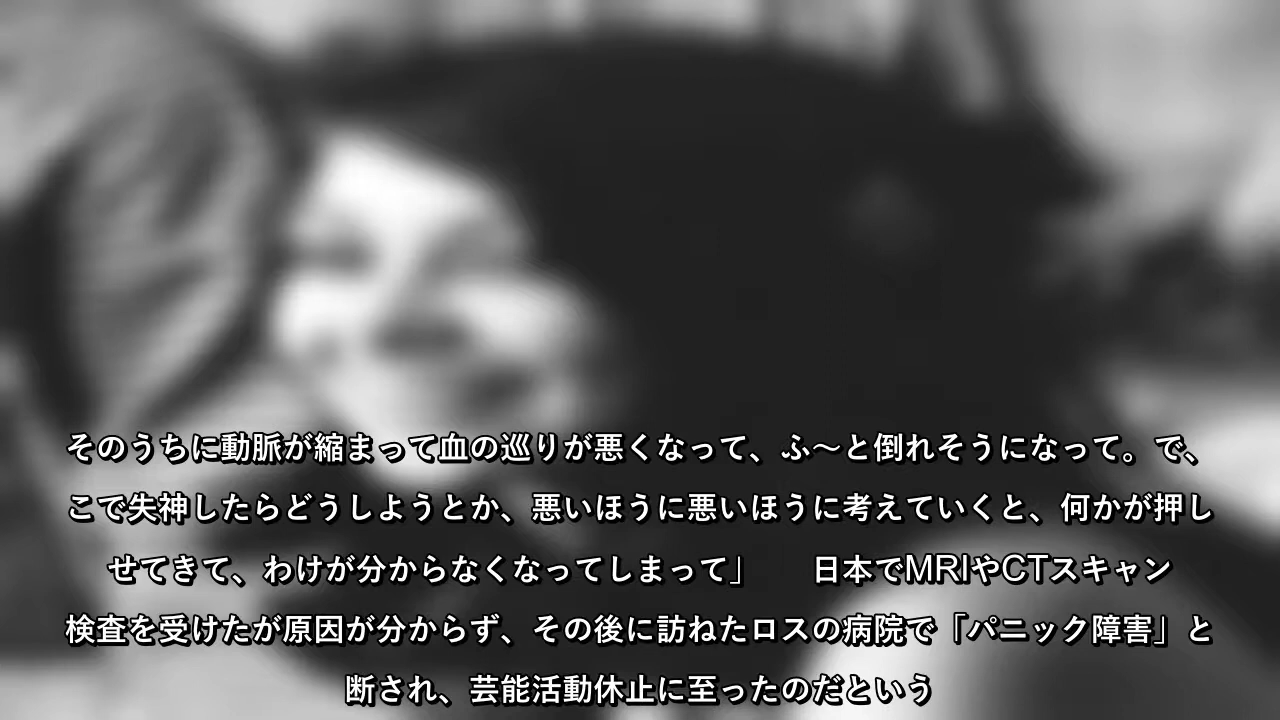 そのうちに動脈が縮まって血の巡りが悪くなって、ふ〜と倒れそうになって。で、
こで失神したらどうしようとか、悪いほうに悪いほうに考えていくと、何かが押し
せてきて、わけが分からなくなってしまって」　　日本でMRIやCTスキャン
検査を受けたが原因が分からず、その後に訪ねたロスの病院で「パニック障害」と
断され、芸能活動休止に至ったのだという